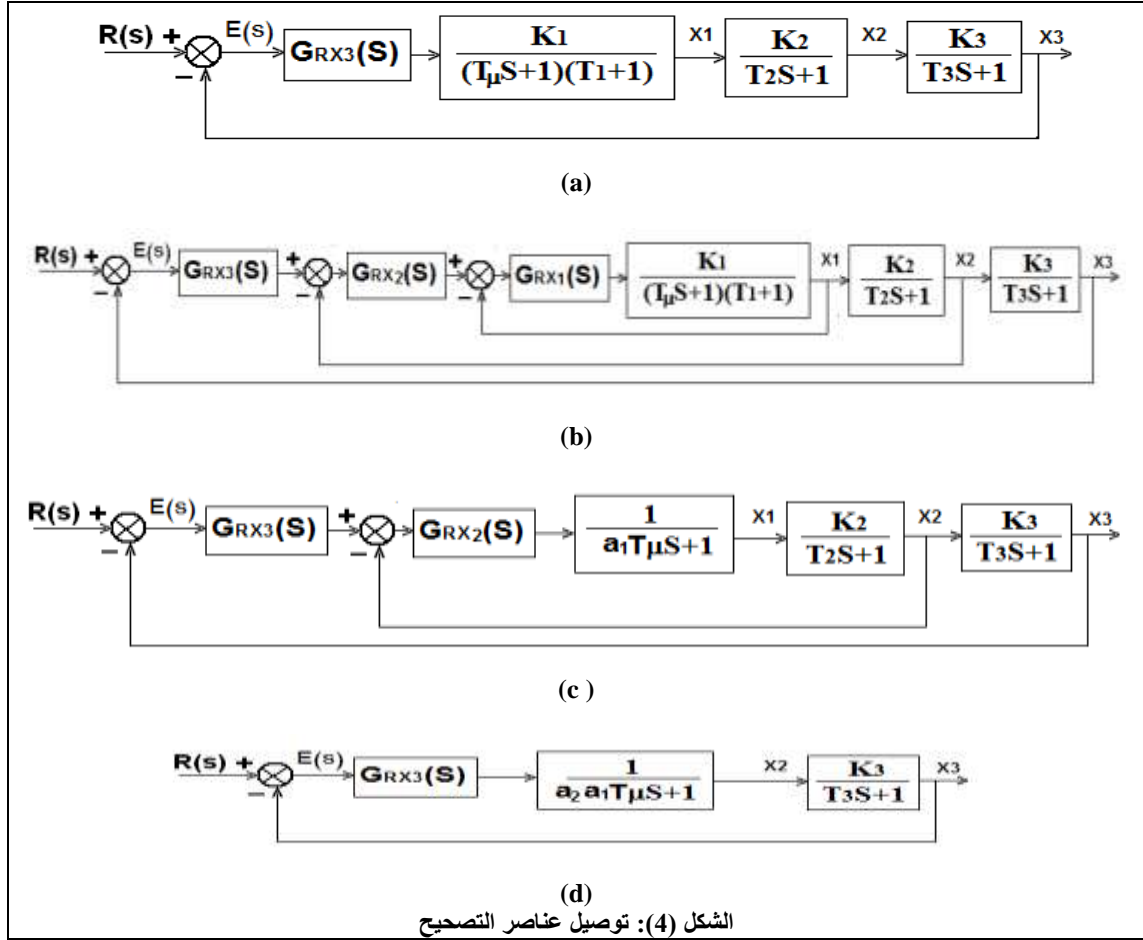 R(s) + E(s) GRX3(S) K1 X1 K2 X2 K3 X3
− (TμS+1)(T1+1) T2S+1 T3S+1
(a)
R(s) + E(s) GRX3(S) + GRX2(S) + GRX1(S) K1 X1 K2 X2 K3 X3
− − − (TμS+1)(T1+1) T2S+1 T3S+1
(b)
R(s) + E(s) GRX3(S) + GRX2(S) 1 X1 K2 X2 K3 X3
− − a1TμS+1 T2S+1 T3S+1
(c )
R(s) + E(s) GRX3(S) 1 X2 K3 X3
− a2 a1TμS+1 T3S+1
(d)
الشكل (4): توصيل عناصر التصحيح